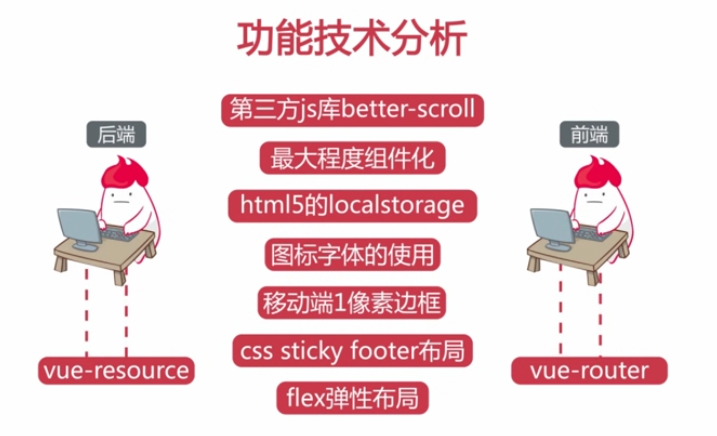 功能技术分析
第三方js库better-scroll
后端
前端
最大程度组件化
html5的localstorage
图标字体的使用
移动端1像素边框
css sticky footer布局
vue-resource
vue-router
flex弹性布局